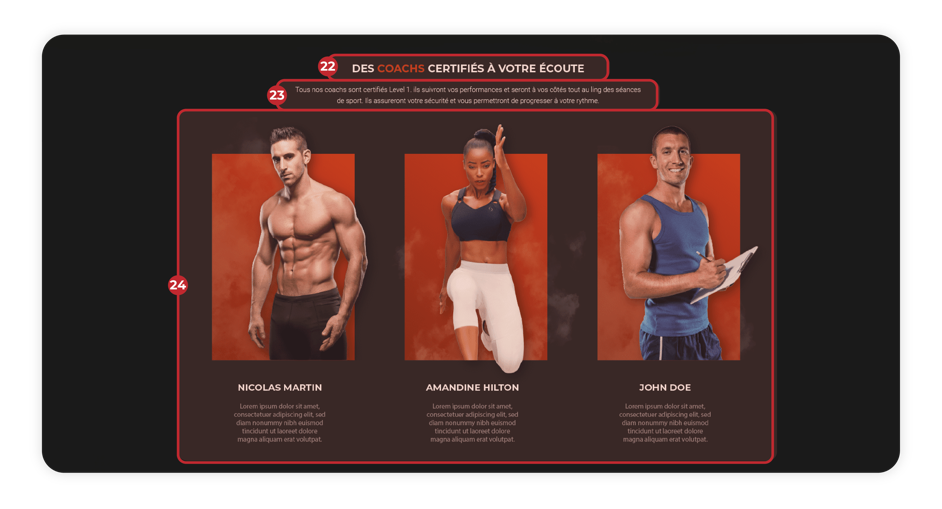 22
DES COACHS CERTIFIÉS À VOTRE ÉCOUTE
23
Tous nos coachs sont certifiés Level 1. ils suivront vos performances et seront à vos côtés tout au ling des séances
de sport. Ils assureront votre sécurité et vous permettront de progresser à votre rythme.
24
NICOLAS MARTIN
Lorem ipsum dolor sit amet,
consectetuer adipiscing elit, sed
diam nonummy nibh euismod
tincidunt ut laoreet dolore
magna aliquam erat volutpat.
AMANDINE HILTON
Lorem ipsum dolor sit amet,
consectetuer adipiscing elit, sed
diam nonummy nibh euismod
tincidunt ut laoreet dolore
magna aliquam erat volutpat.
JOHN DOE
Lorem ipsum dolor sit amet,
consectetuer adipiscing elit, sed
diam nonummy nibh euismod
tincidunt ut laoreet dolore
magna aliquam erat volutpat.